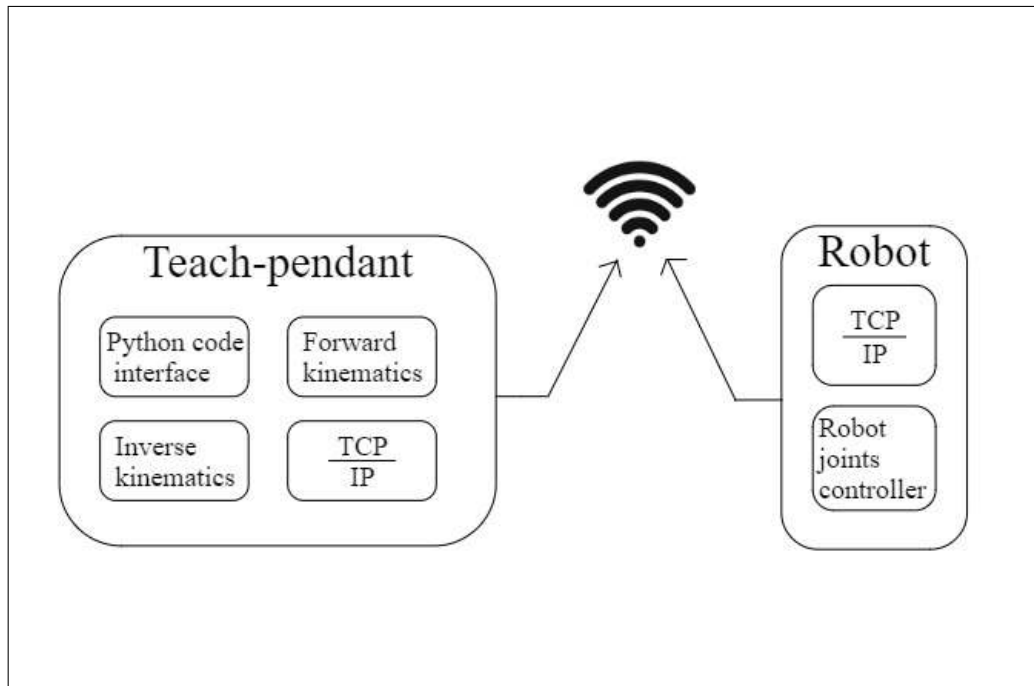 Teach-pendant
Python code
interface
Forward
kinematics
Inverse
kinematics
TCP
IP
Robot
TCP
IP
Robot
joints
controller